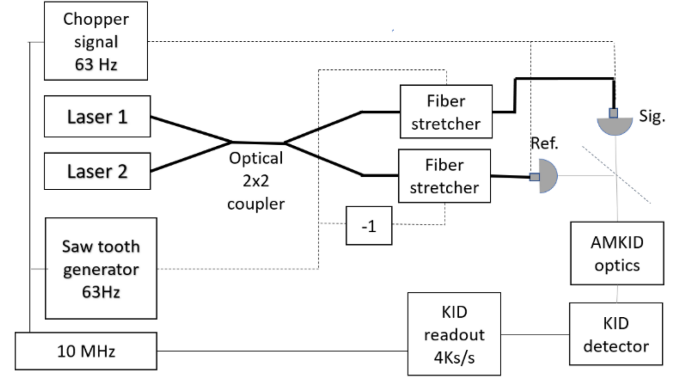 Chopper
signal
63 Hz
Laser 1
Laser 2
Optical
2x2
coupler
Fiber
stretcher
Fiber
stretcher
Sig.
Ref.
-1
Saw tooth
generator
63Hz
AMKID
optics
KID
readout
4Ks/s
KID
detector
10 MHz